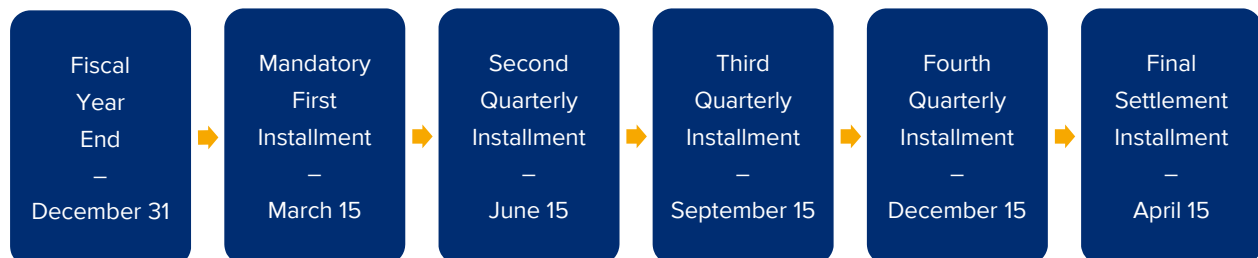 Fiscal
Year
End
–
December 31
Mandatory
First
Installment
–
March 15
Second
Quarterly
Installment
–
June 15
Third
Quarterly
Installment
–
September 15
Fourth
Quarterly
Installment
–
December 15
Final
Settlement
Installment
–
April 15